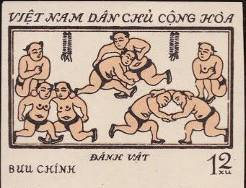 VIỆT NAM DÂN CHỦ CỘNG HÒA
ĐÁNH VẬT
BƯU CHÍNH
12 XU